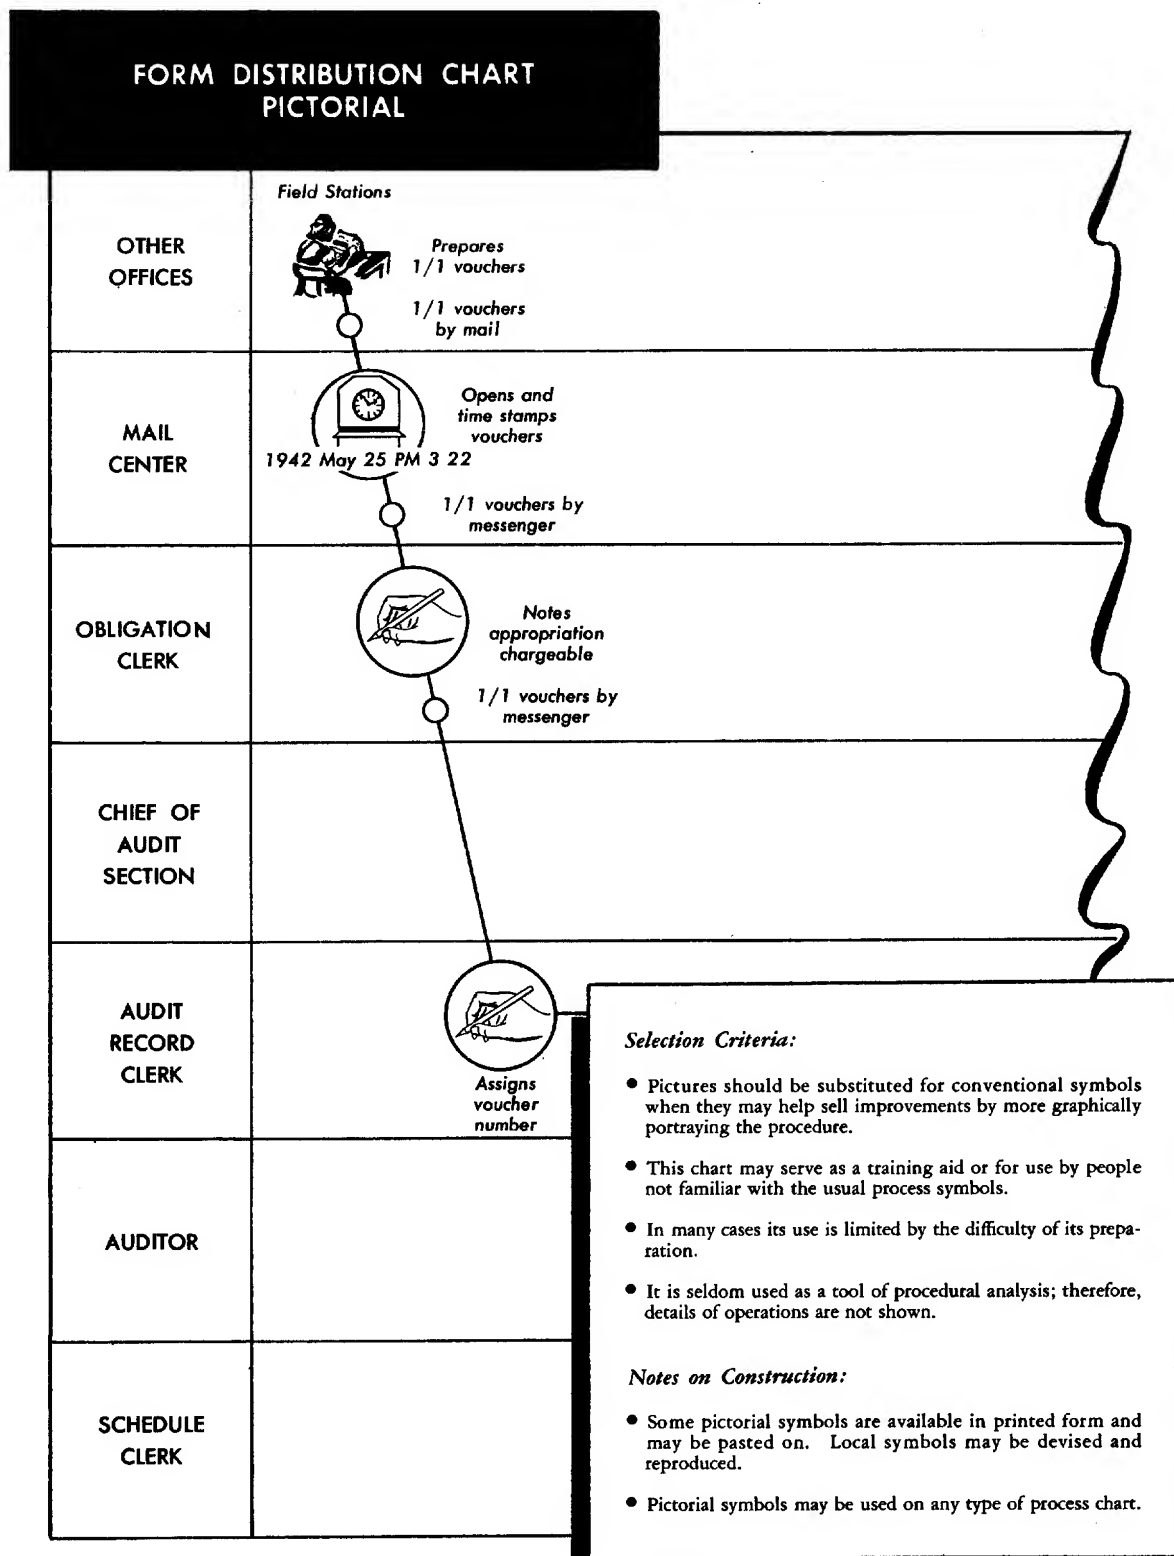 FORM DISTRIBUTION CHART
PICTORIAL
OTHER
OFFICES
Field Stations
Prepares
1/1 vouchers
1/1 vouchers
by mail
MAIL
CENTER
Opens and
time stamps
vouchers
1942 May 25 PM 3 22
1/1 vouchers by
messenger
OBLIGATION
CLERK
Notes
appropriation
chargeable
1/1 vouchers by
messenger
CHIEF OF
AUDIT
SECTION
AUDIT
RECORD
CLERK
Assigns
voucher
number
AUDITOR
SCHEDULE
CLERK
Selection Criteria:
• Pictures should be substituted for conventional symbols
when they may help sell improvements by more graphically
portraying the procedure.
• This chart may serve as a training aid or for use by people
not familiar with the usual process symbols.
• In many cases its use is limited by the difficulty of its prepa-
ration.
• It is seldom used as a tool of procedural analysis; therefore,
details of operations are not shown.
Notes on Construction:
• Some pictorial symbols are available in printed form and
may be pasted on. Local symbols may be devised and
reproduced.
• Pictorial symbols may be used on any type of process chart.